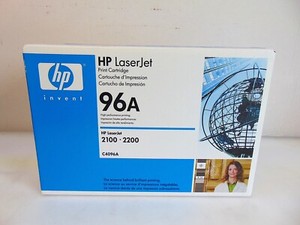 hp
invent
HP LaserJet
Print Cartridge
Cartouche d'Impression
Cartucho de Impresión
96A
HP LaserJet
2100 • 2200
C4096A